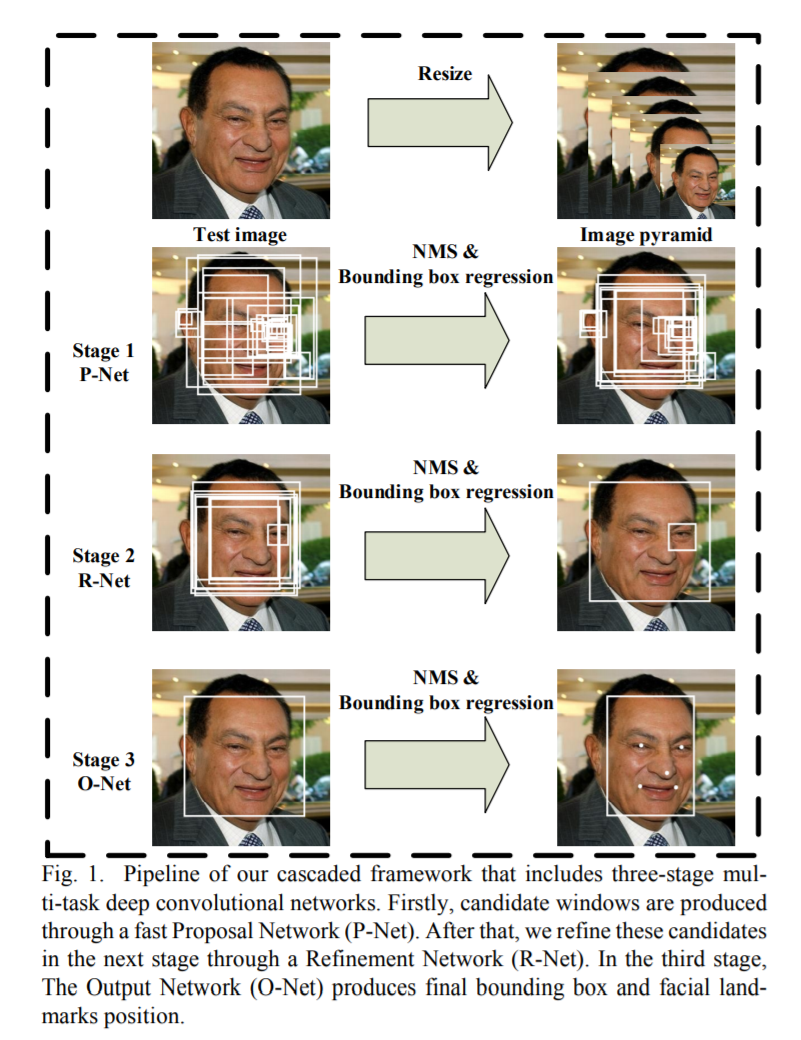 Resize
Test image
Image pyramid
NMS &
Bounding box regression
Stage 1
P-Net
NMS &
Bounding box regression
Stage 2
R-Net
NMS &
Bounding box regression
Stage 3
O-Net
Fig. 1.  Pipeline of our cascaded framework that includes three-stage mul-
ti-task deep convolutional networks. Firstly, candidate windows are produced
through a fast Proposal Network (P-Net). After that, we refine these candidates
in the next stage through a Refinement Network (R-Net). In the third stage,
The Output Network (O-Net) produces final bounding box and facial land-
marks position.